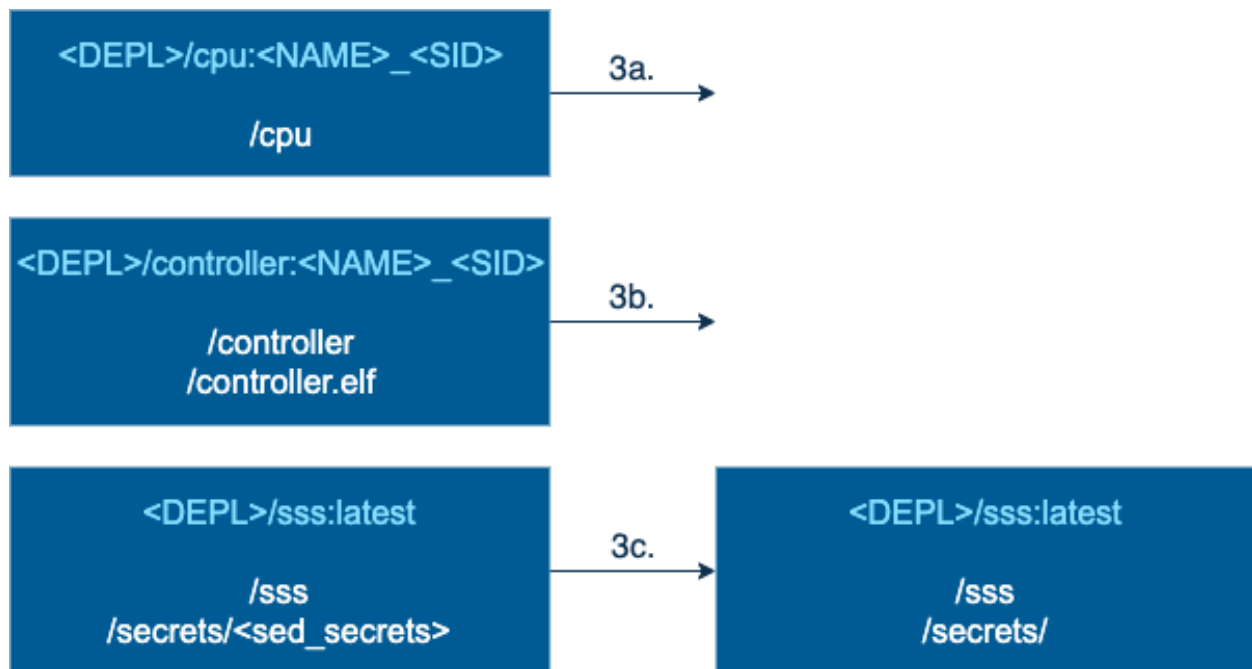 <DEPL>/cpu:<NAME>_<SID>
/cpu
3a.
<DEPL>/controller:<NAME>_<SID>
/controller
/controller.elf
3b.
<DEPL>/sss:latest
/sss
/secrets/<sed_secrets>
3c.
<DEPL>/sss:latest
/sss
/secrets/